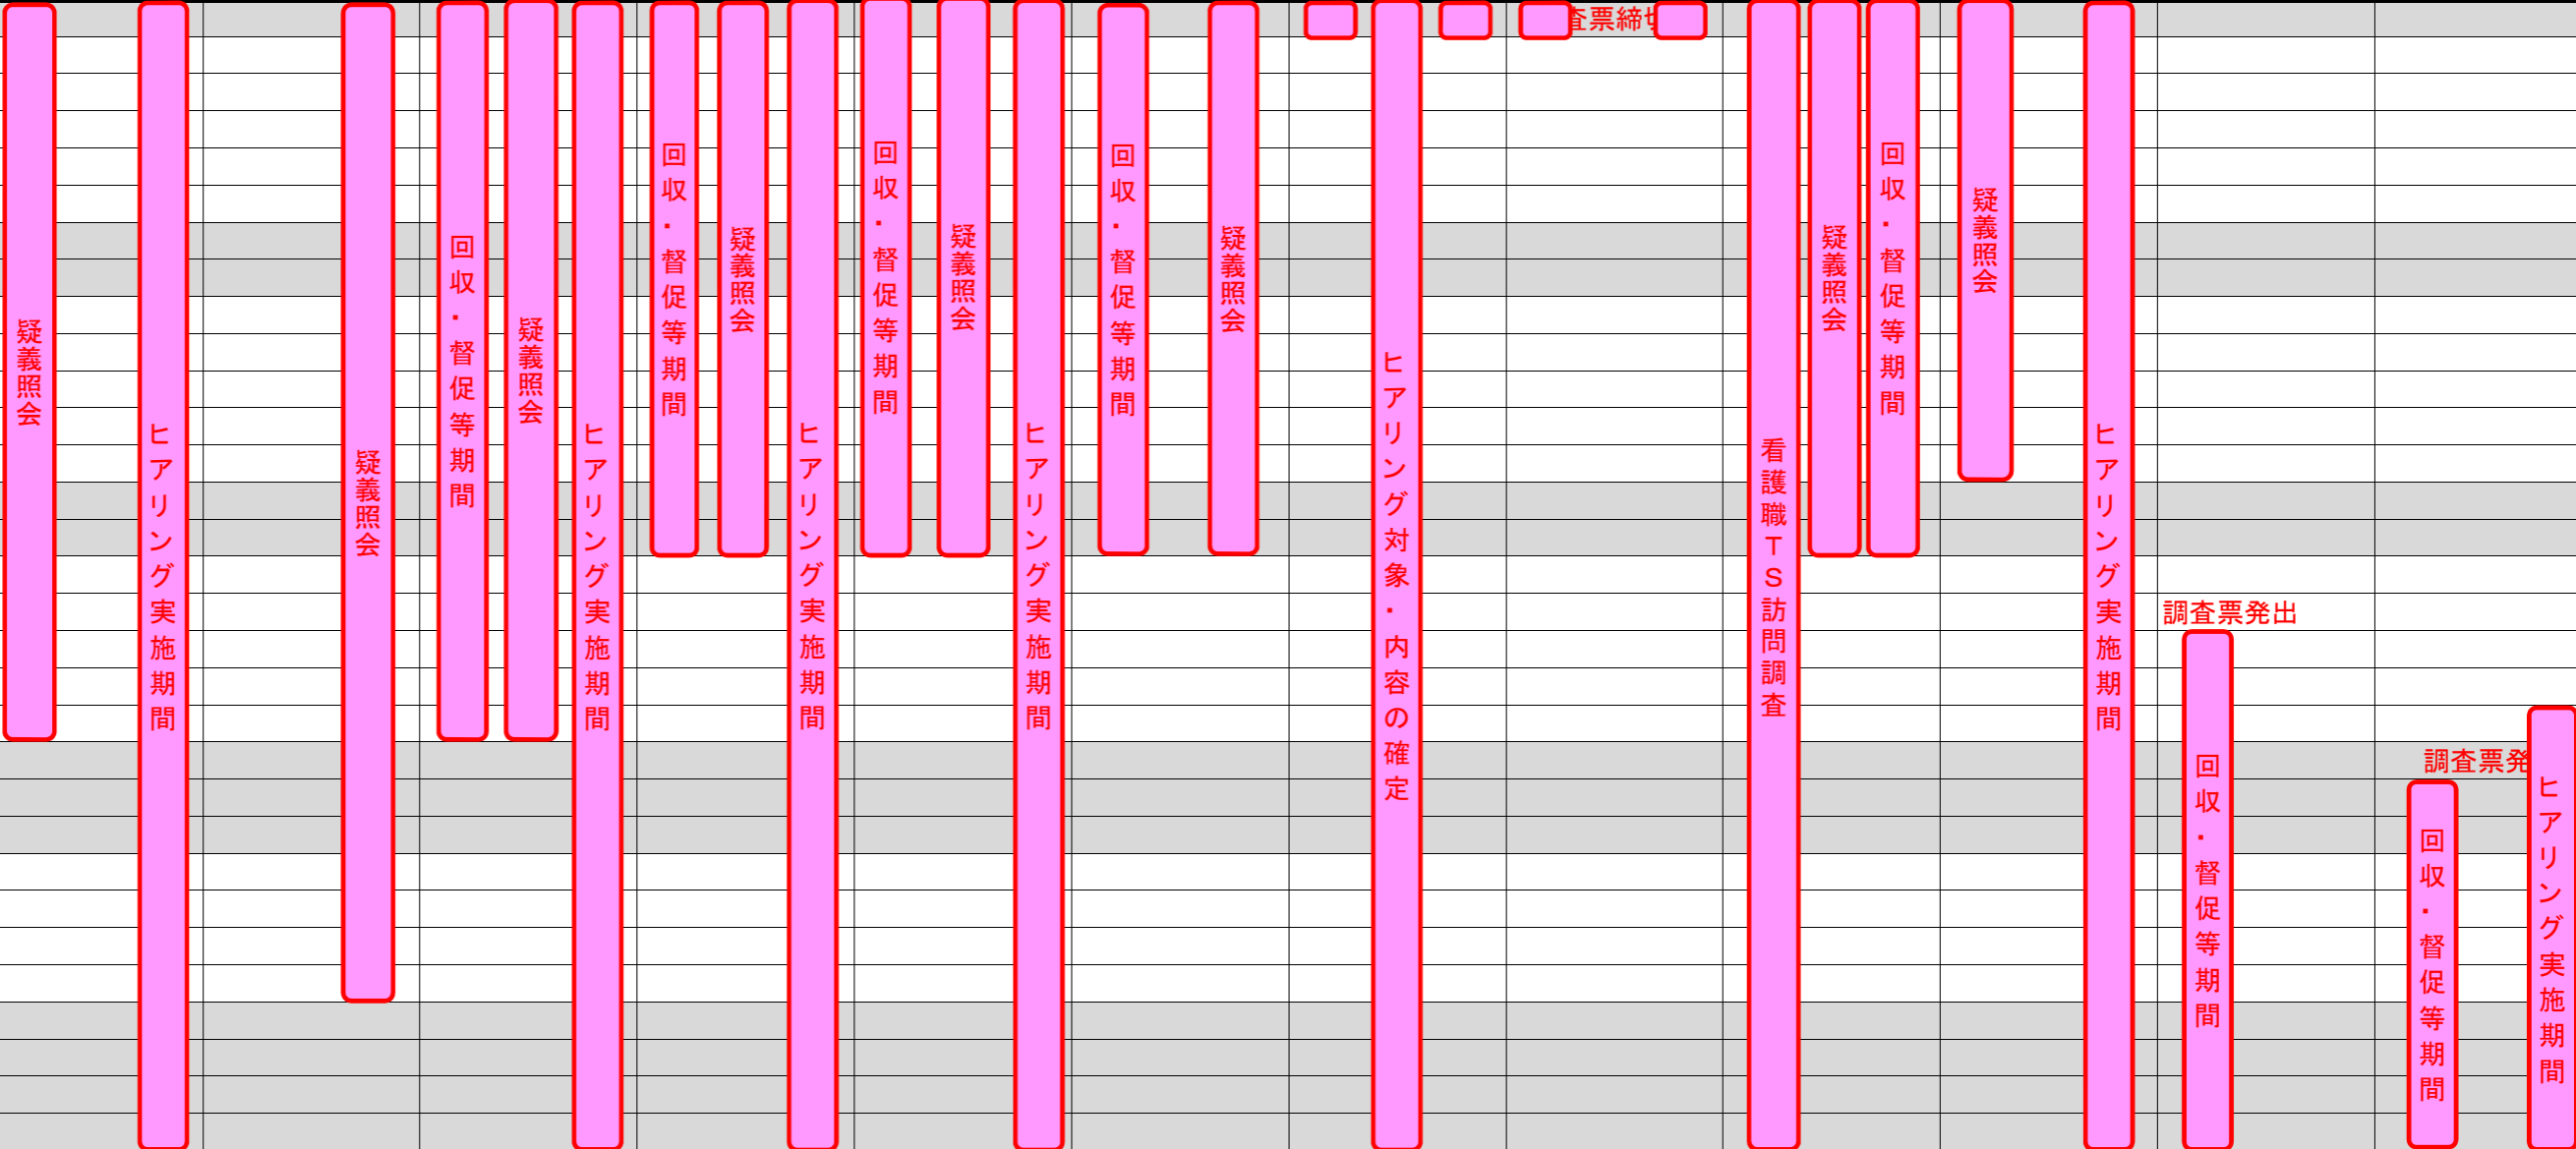 疑義照会
ヒアリング実施期間
疑義照会
回収・督促等期間
疑義照会
ヒアリング実施期間
回収・督促等期間
疑義照会
ヒアリング実施期間
回収・督促等期間
疑義照会
ヒアリング実施期間
回収・督促等期間
疑義照会
ヒアリング対象・内容の確定
査票締切
看護職TS訪問調査
疑義照会
回収・督促等期間
疑義照会
ヒアリング実施期間
調査票発出
回収・督促等期間
調査票発
回収・督促等期間
ヒアリング実施期間